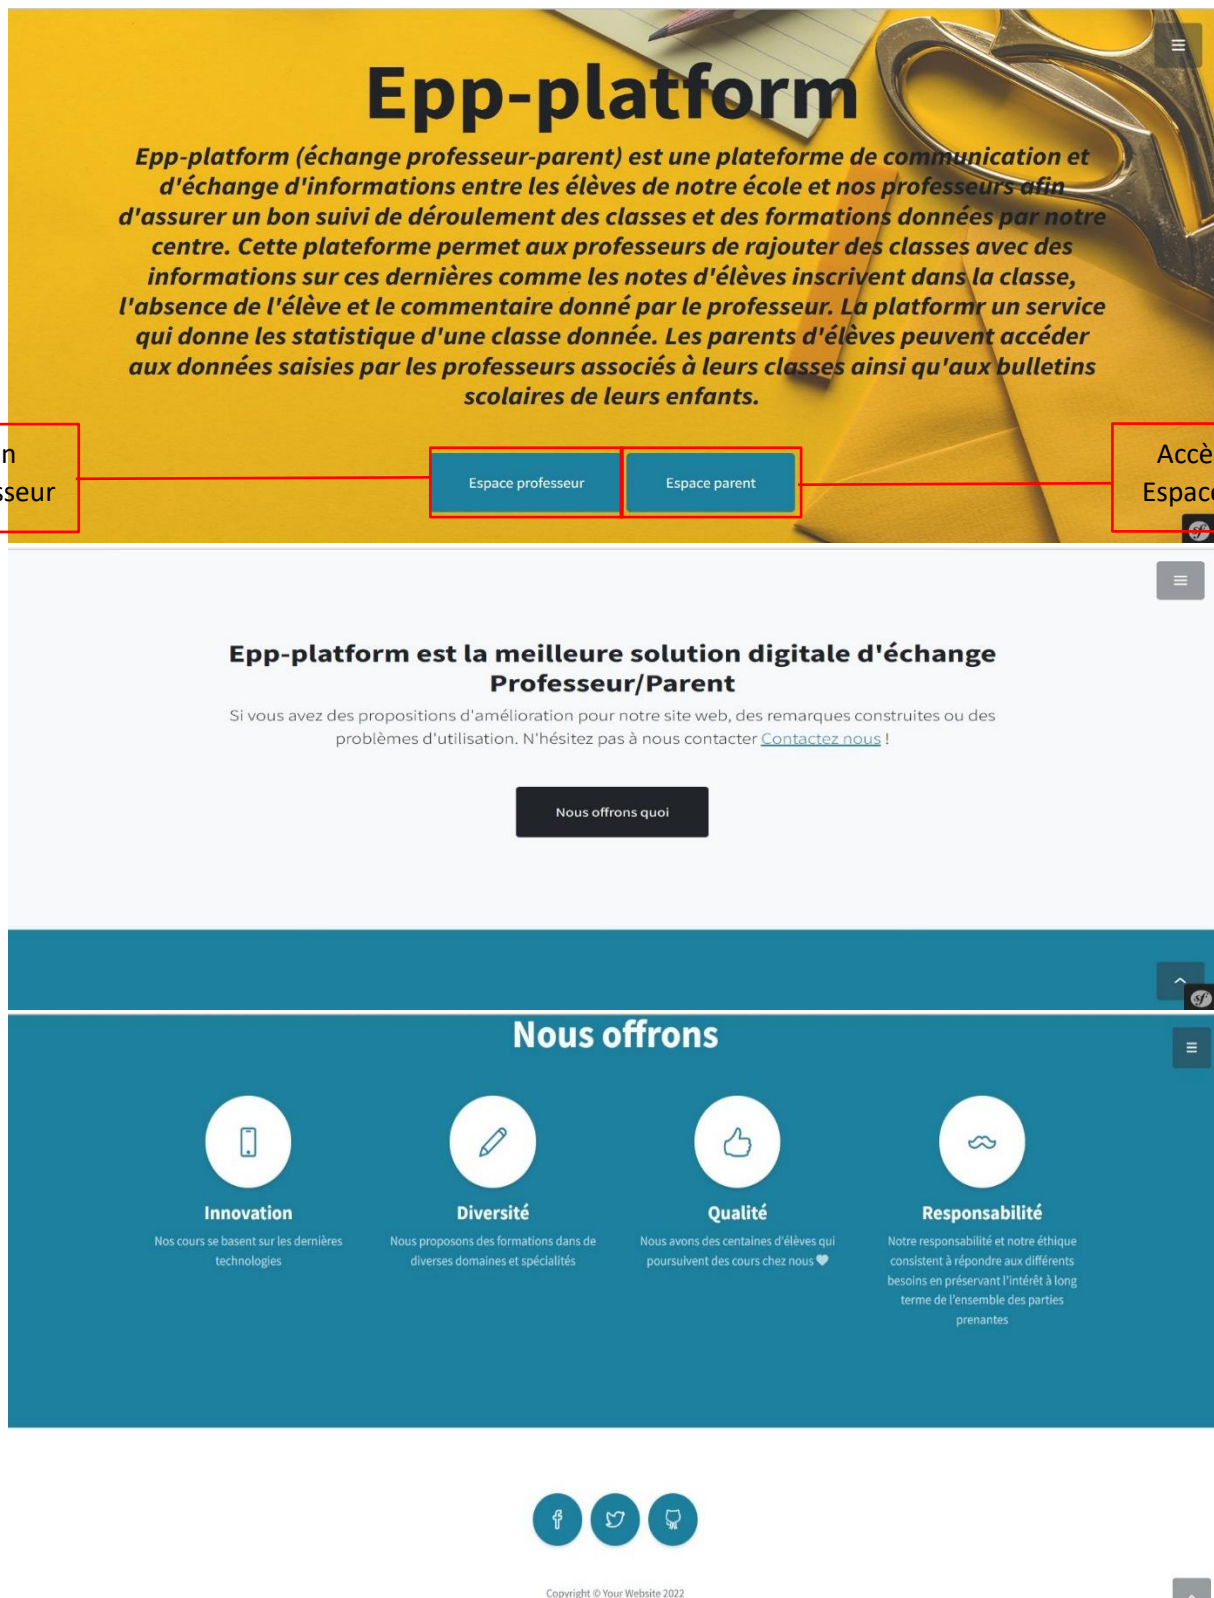 Epp-platform
Epp-platform (échange professeur-parent) est une plateforme de communication et
d'échange d'informations entre les élèves de notre école et nos professeurs afin
d'assurer un bon suivi de déroulement des classes et des formations données par notre
centre. Cette plateforme permet aux professeurs de rajouter des classes avec des
informations sur ces dernières comme les notes d'élèves inscrivent dans la classe,
l'absence de l'élève et le commentaire donné par le professeur. La platformr un service
qui donne les statistique d'une classe donnée. Les parents d'élèves peuvent accéder
aux données saisies par les professeurs associés à leurs classes ainsi qu'aux bulletins
scolaires de leurs enfants.
n
sseur
Espace professeur
Espace parent
Accè
Espace
sf
Epp-platform est la meilleure solution digitale d'échange
Professeur/Parent
Si vous avez des propositions d'amélioration pour notre site web, des remarques construites ou des
problèmes d'utilisation. N'hésitez pas à nous contacter Contactez nous !
Nous offrons quoi
sf
Nous offrons
Innovation
Nos cours se basent sur les dernières
technologies
Diversité
Nous proposons des formations dans de
diverses domaines et spécialités
Qualité
Nous avons des centaines d'élèves qui
poursuivent des cours chez nous
Responsabilité
Notre responsabilité et notre éthique
consistent à répondre aux différents
besoins en préservant l'intérêt à long
terme de l'ensemble des parties
prenantes
Copyright © Your Website 2022